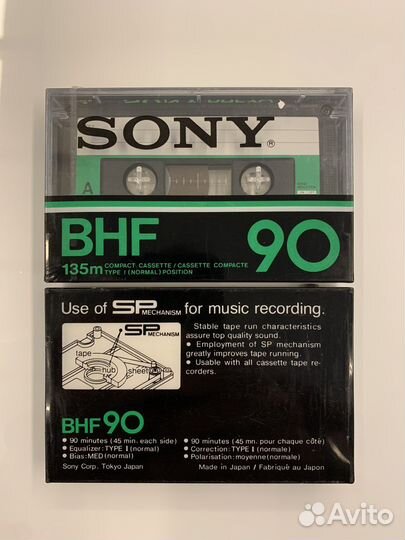 SONY®
A
BHF 90
135m COMPACT CASSETTE / CASSETTE COMPACTE
TYPE I (NORMAL) POSITION
Use of SP MECHANISM for music recording.
SP MECHANISM
tape
hub
sheet
Stable tape run characteristics
assure top quality sound.
• Employment of SP mechanism
greatly improves tape running.
• Usable with all cassette tape re-
corders.
BHF 90
• 90 minutes (45 min. each side)
• Equalizer: TYPE I (normal)
• Bias: MED (normal)
Sony Corp. Tokyo Japan
• 90 minutes (45 mn. pour chaque côté)
• Correction: TYPE I (normale)
• Polarisation: moyenne (normale)
Made in Japan / Fabriqué au Japon
Avito